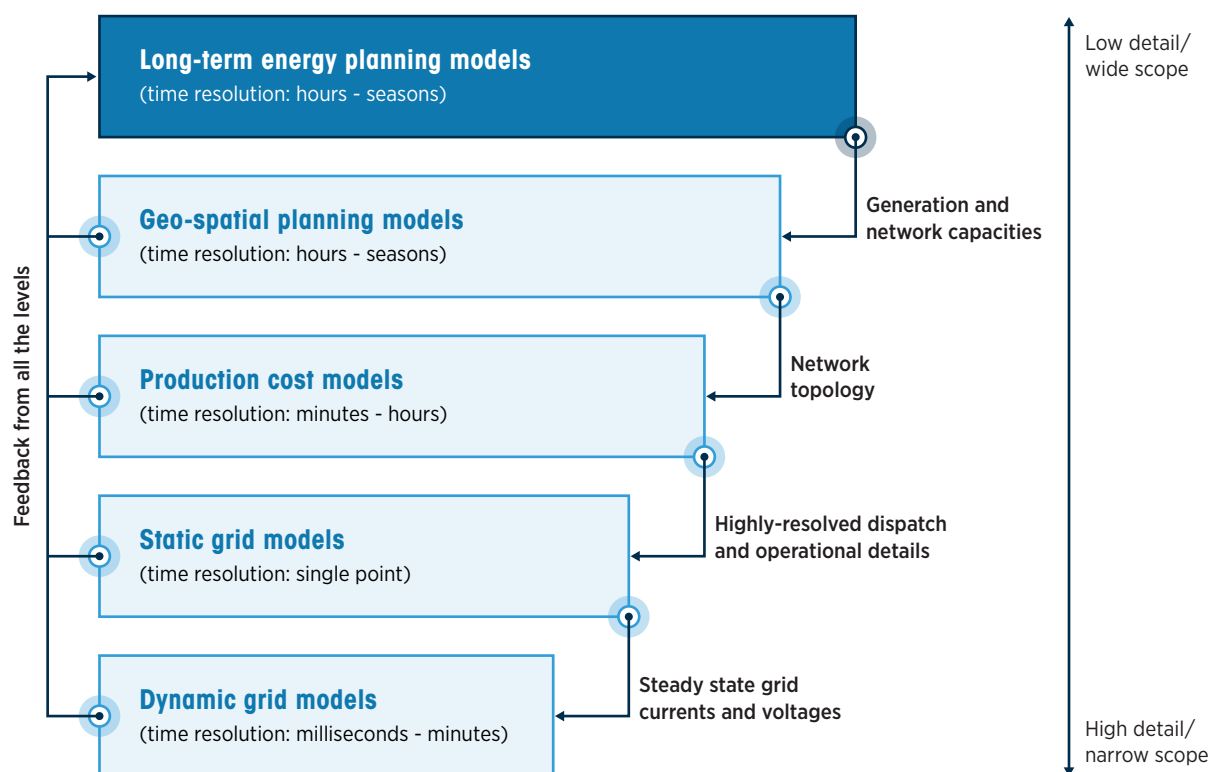 Long-term energy planning models
(time resolution: hours - seasons)
Low detail/
wide scope
Geo-spatial planning models
(time resolution: hours - seasons)
Generation and
network capacities
Feedback from all the levels
Production cost models
(time resolution: minutes - hours)
Network
topology
Static grid models
(time resolution: single point)
Highly-resolved dispatch
and operational details
Dynamic grid models
(time resolution: milliseconds - minutes)
Steady state grid
currents and voltages
High detail/
narrow scope